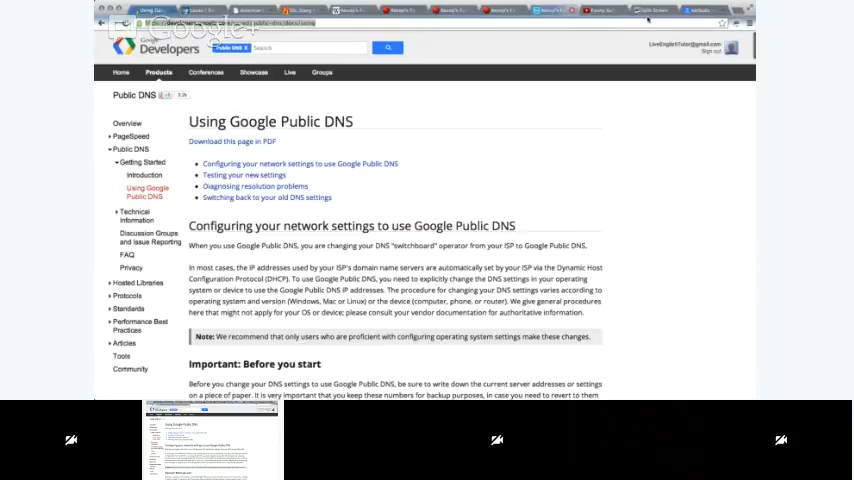 Google+
Google
Developers
Public DNS X
Search
LiveEnglishTutor@gmail.com
Sign out
Home Products Conferences Showcase Live Groups
Public DNS
Overview
PageSpeed
Public DNS
Getting Started
Introduction
Using Google
Public DNS
Technical
Information
Discussion Groups
and Issue Reporting
FAQ
Privacy
Hosted Libraries
Protocols
Standards
Performance Best
Practices
Articles
Tools
Community
Using Google Public DNS
Download this page in PDF
Configuring your network settings to use Google Public DNS
Testing your new settings
Diagnosing resolution problems
Switching back to your old DNS settings
Configuring your network settings to use Google Public DNS
When you use Google Public DNS, you are changing your DNS "switchboard" operator from your ISP to Google Public DNS.
In most cases, the IP addresses used by your ISP's domain name servers are automatically set by your ISP via the Dynamic Host
Configuration Protocol (DHCP). To use Google Public DNS, you need to explicitly change the DNS settings in your operating
system or device to use the Google Public DNS IP addresses. The procedure for changing your DNS settings varies according to
operating system and version (Windows, Mac or Linux) or the device (computer, phone, or router). We give general procedures
here that might not apply for your OS or device; please consult your vendor documentation for authoritative information.
Note: We recommend that only users who are proficient with configuring operating system settings make these changes.
Important: Before you start
Before you change your DNS settings to use Google Public DNS, be sure to write down the current server addresses or settings
on a piece of paper. It is very important that you keep these numbers for backup purposes, in case you need to revert to them